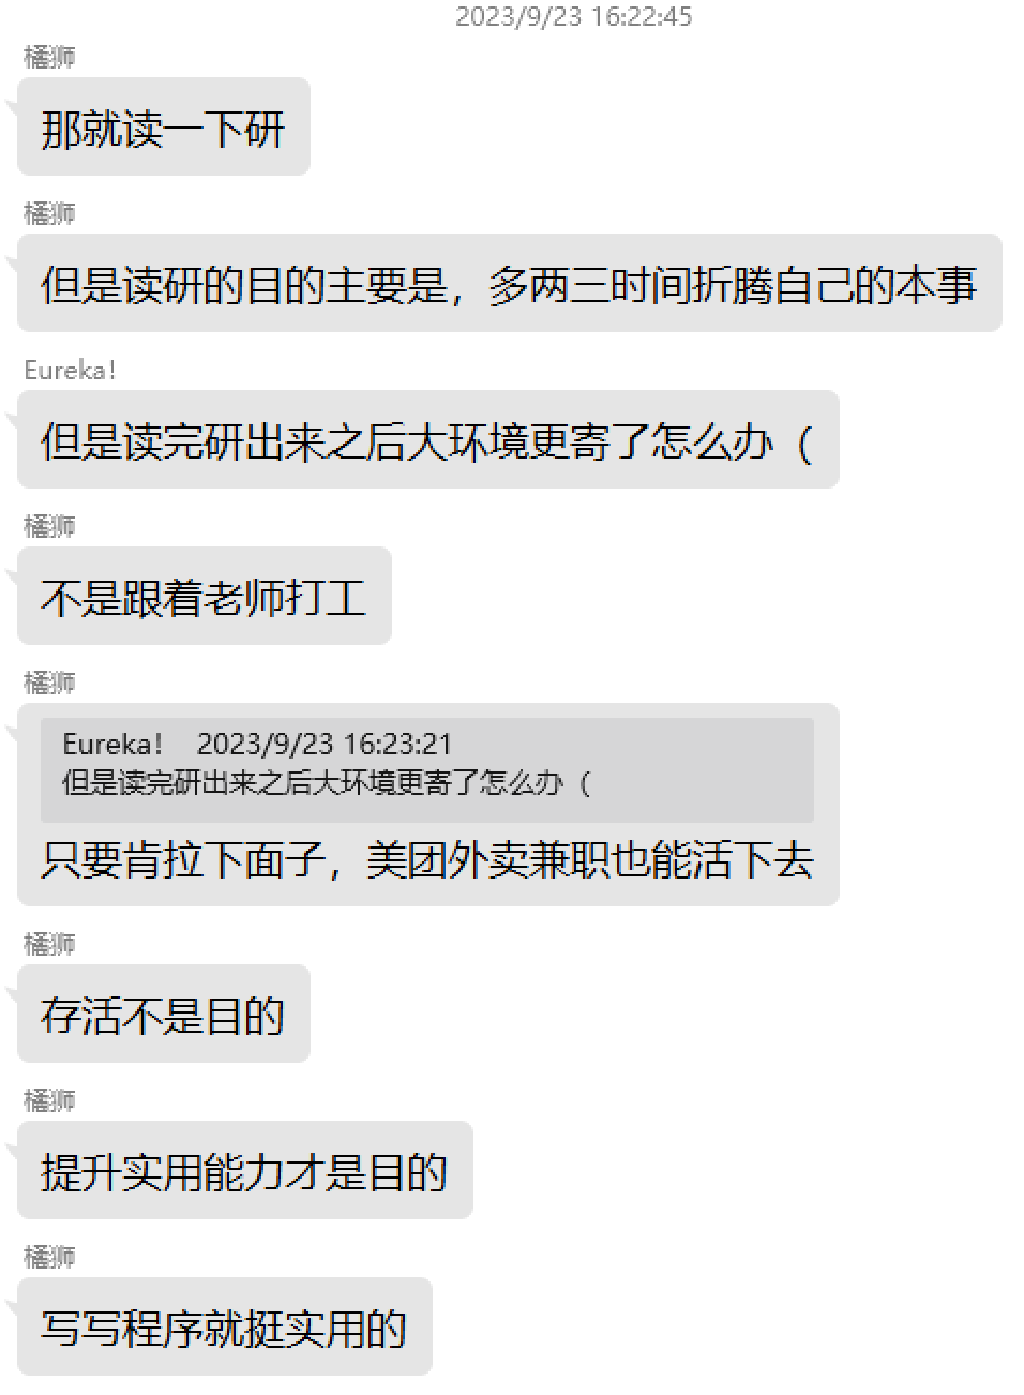 2023/9/23 16:22:45
橘狮
那就读一下研
橘狮
但是读研的目的主要是，多两三时间折腾自己的本事
Eureka!
但是读完研出来之后大环境更寄了怎么办（
橘狮
不是跟着老师打工
橘狮
Eureka! 2023/9/23 16:23:21
但是读完研出来之后大环境更寄了怎么办（
只要肯拉下面子，美团外卖兼职也能活下去
橘狮
存活不是目的
橘狮
提升实用能力才是目的
橘狮
写写程序就挺实用的